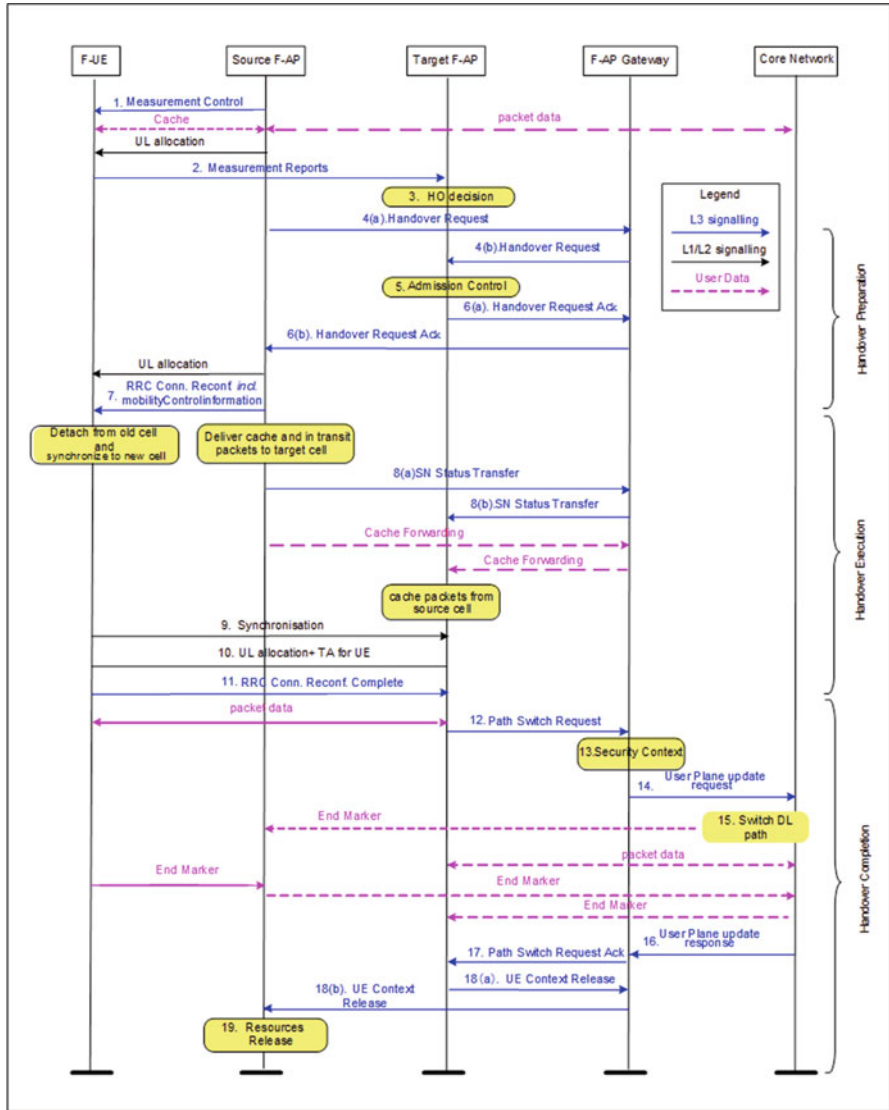 F-UE
Source F-AP
Target F-AP
F-AP Gateway
Core Network
1. Measurement Control
Cache
packet data
UL allocation
2. Measurement Reports
3. HO decision
Legend
L3 signalling
L1/L2 signalling
User Data
4(a).Handover Request
4(b).Handover Request
5. Admission Control
6(a). Handover Request Ack
6(b). Handover Request Ack
Handover Preparation
UL allocation
RRC Conn. Reconf. incl.
7. mobilityControlinformation
Detach from old cell
and
synchronize to new cell
Deliver cache and in transit
packets to target cell
8(a)SN Status Transfer
8(b).SN Status Transfer
Cache Forwarding
Cache Forwarding
cache packets from
source cell
Handover Execution
9. Synchronisation
10. UL allocation+ TA for UE
11. RRC Conn. Reconf. Complete
packet data
12. Path Switch Request
13.Security Context
User Plane update
14. request
15. Switch DL
path
End Marker
packet data
End Marker
End Marker
End Marker
Handover Completion
User Plane update
16. response
17. Path Switch Request Ack
18(a). UE Context Release
18(b). UE Context
Release
19. Resources
Release